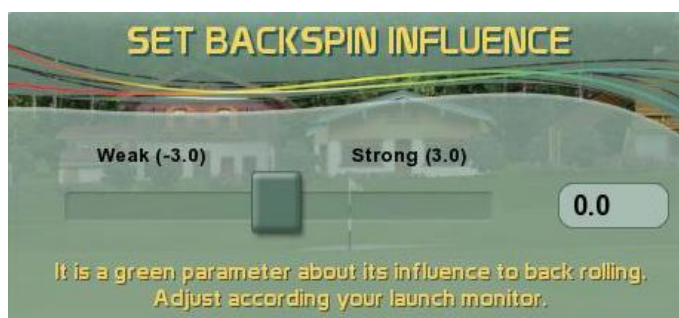 SET BACKSPIN INFLUENCE
Weak (-3.0) Strong (3.0)
0.0
It is a green parameter about its influence to back rolling.
Adjust according your launch monitor.